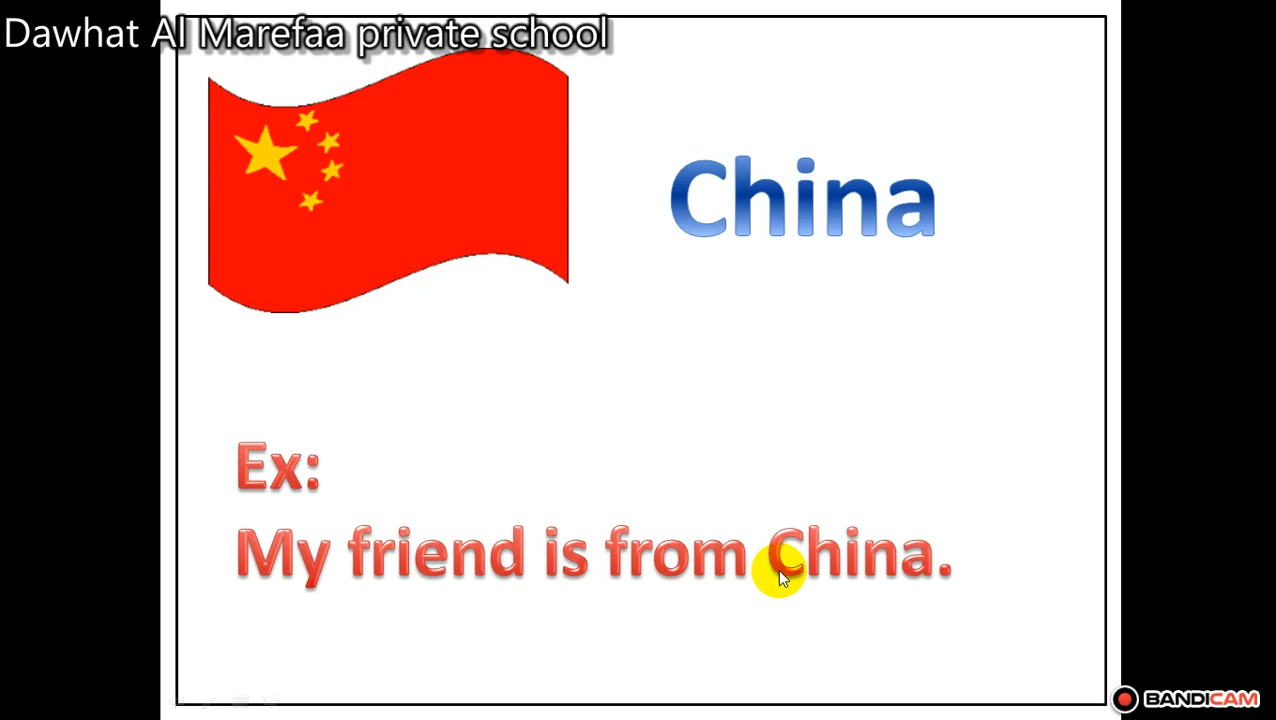 Dawhat Al Marefaa private school
China
Ex:
My friend is from China.
BANDICAM